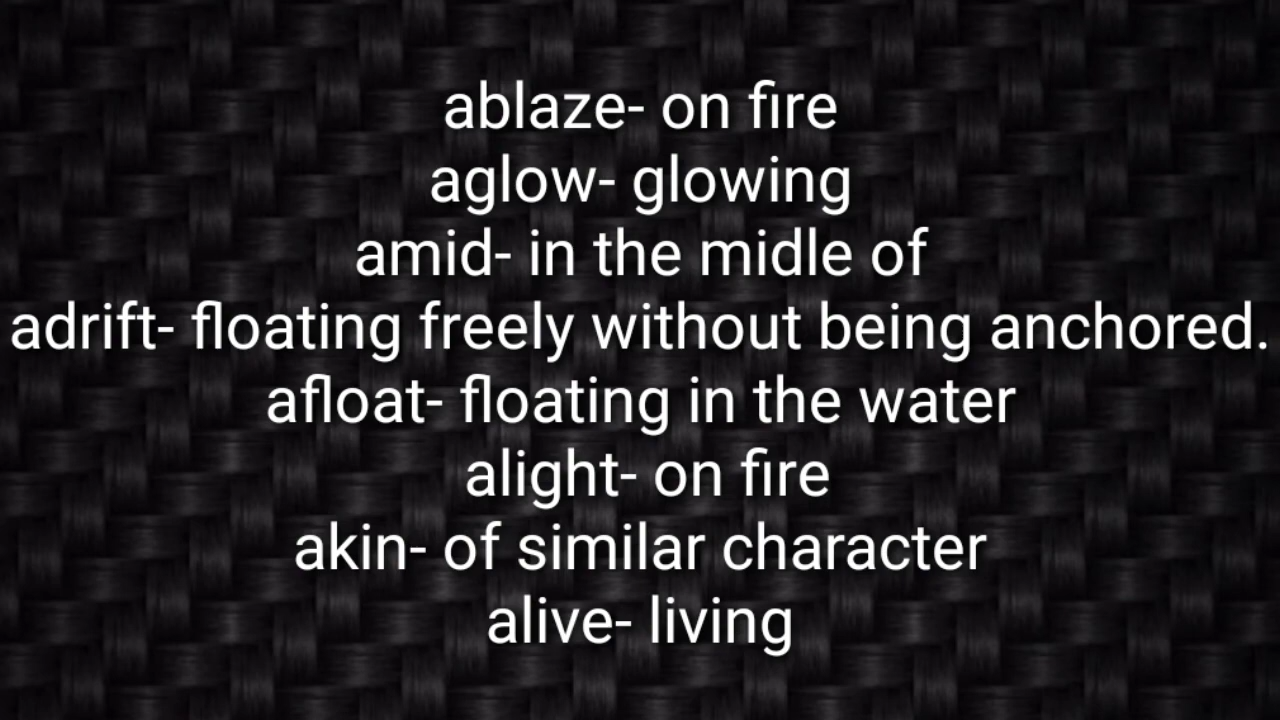 ablaze- on fire
aglow- glowing
amid- in the midle of
adrift- floating freely without being anchored.
afloat- floating in the water
alight- on fire
akin- of similar character
alive- living